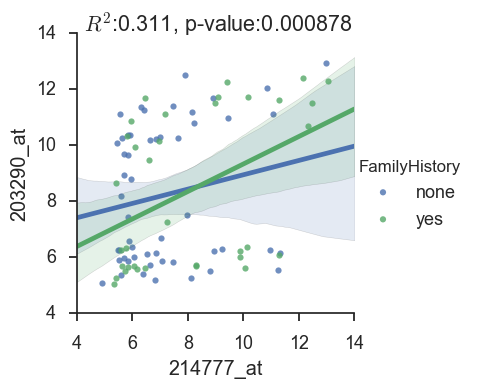 R²:0.311, p-value:0.000878
14
12
10
8
6
4
203290_at
4 6 8 10 12 14
214777_at
FamilyHistory
none
yes